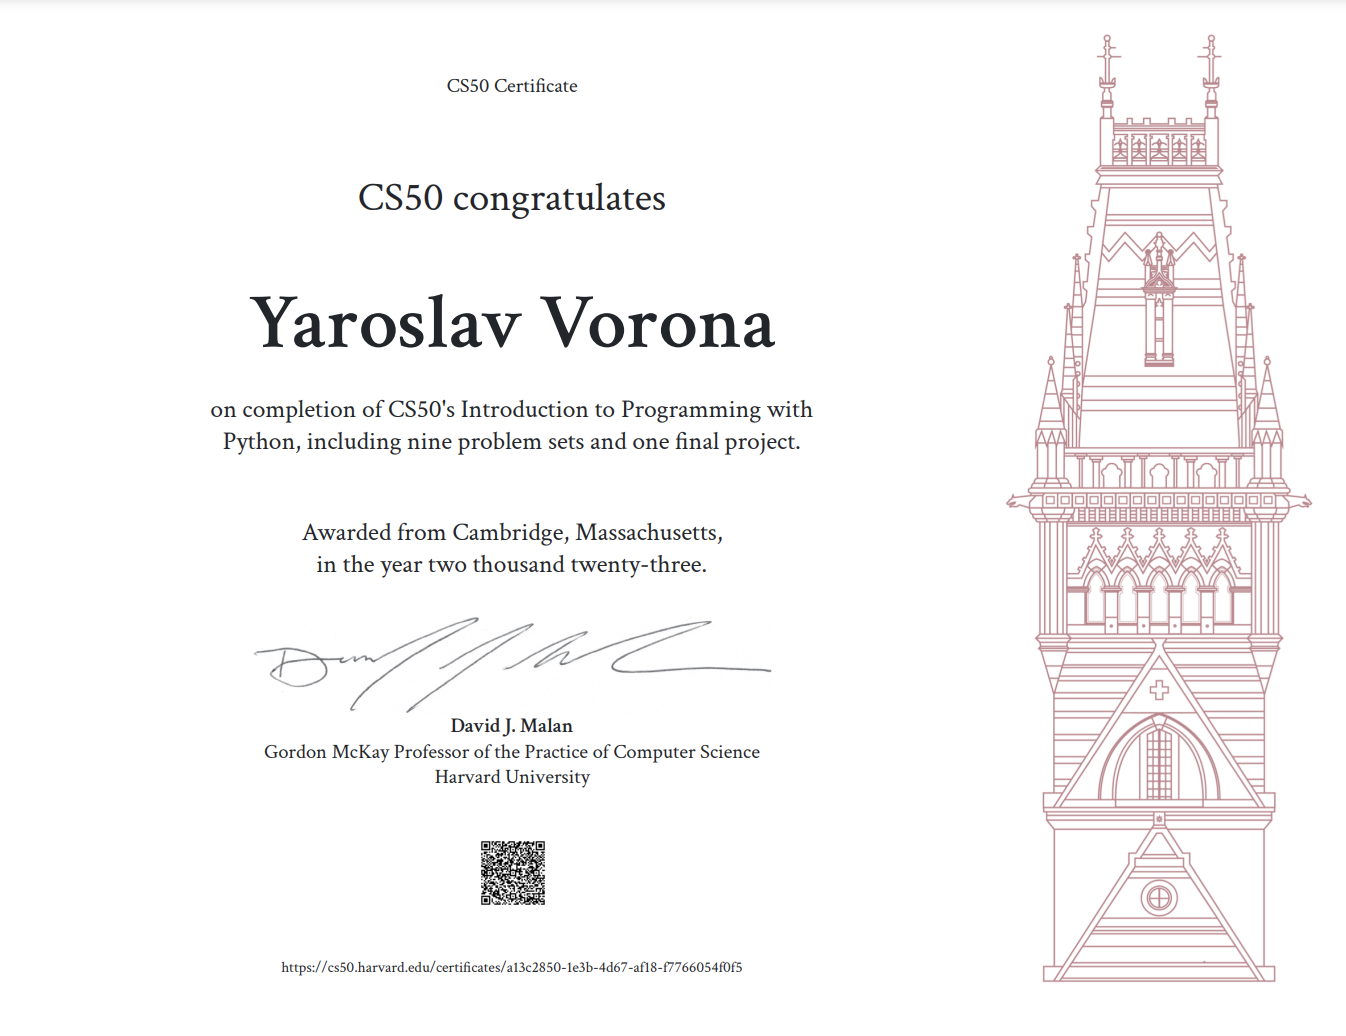 CS50 Certificate
CS50 congratulates
Yaroslav Vorona
on completion of CS50's Introduction to Programming with
Python, including nine problem sets and one final project.
Awarded from Cambridge, Massachusetts,
in the year two thousand twenty-three.
David J. Malan
Gordon McKay Professor of the Practice of Computer Science
Harvard University
https://cs50.harvard.edu/certificates/a13c2850-1e3b-4d67-af18-f7766054f0f5